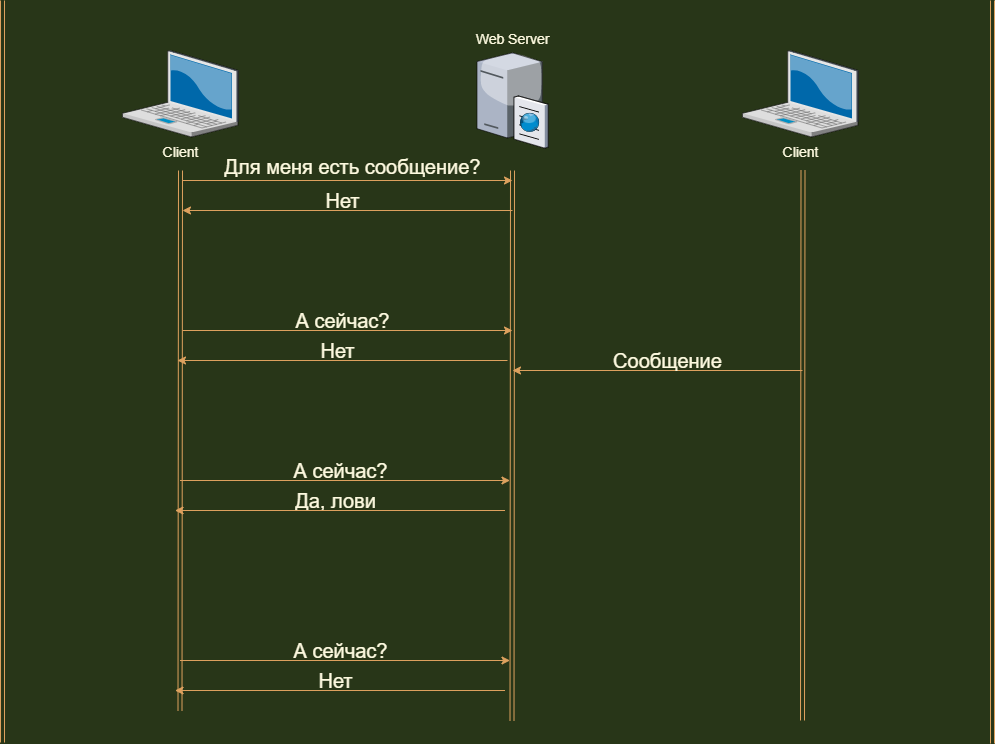 Web Server
Client
Client
Для меня есть сообщение?
Нет
А сейчас?
Нет
Сообщение
А сейчас?
Да, лови
А сейчас?
Нет